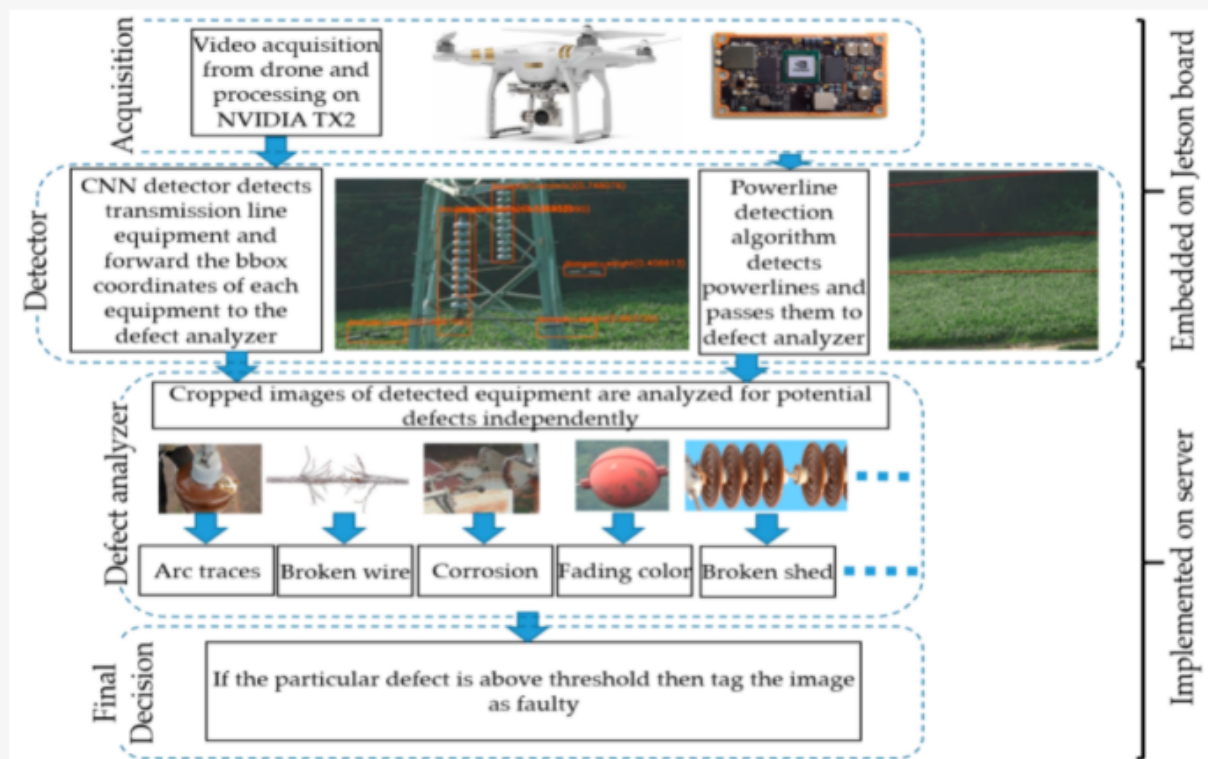 Acquisition
Video acquisition
from drone and
processing on
NVIDIA TX2
Embedded on Jetson board
Detector
CNN detector detects
transmission line
equipment and
forward the bbox
coordinates of each
equipment to the
defect analyzer
Powerline
detection
algorithm
detects
powerlines and
passes them to
defect analyzer
Defect analyzer
Cropped images of detected equipment are analyzed for potential
defects independently
Arc traces
Broken wire
Corrosion
Fading color
Broken shed
Implemented on server
Final
Decision
If the particular defect is above threshold then tag the image
as faulty